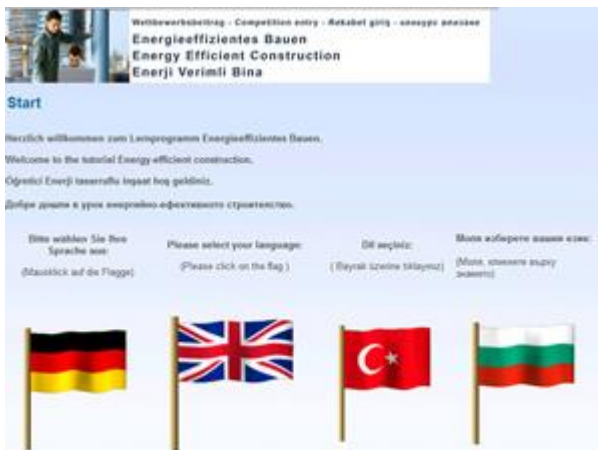 Wettbewerbsbeitrag - Competition entry - Rekabet giriş - конкурс влизане
Energieeffizientes Bauen
Energy Efficient Construction
Enerji Verimli Bina
Start
Herzlich willkommen zum Lernprogramm Energieeffizientes Bauen.
Welcome to the tutorial Energy-efficient construction.
Öğretici Enerji tasarruflu inşaat hoş geldiniz.
Добре дошли в урок енергийно-ефективното строителство.
Bitte wählen Sie Ihre
Sprache aus:
(Mausklick auf die Flagge)
Please select your language:
(Please click on the flag )
Dil seçiniz:
( Bayrak üzerine tıklayınız)
Моля изберете вашия език:
(Моля, кликнете върху
знамето)